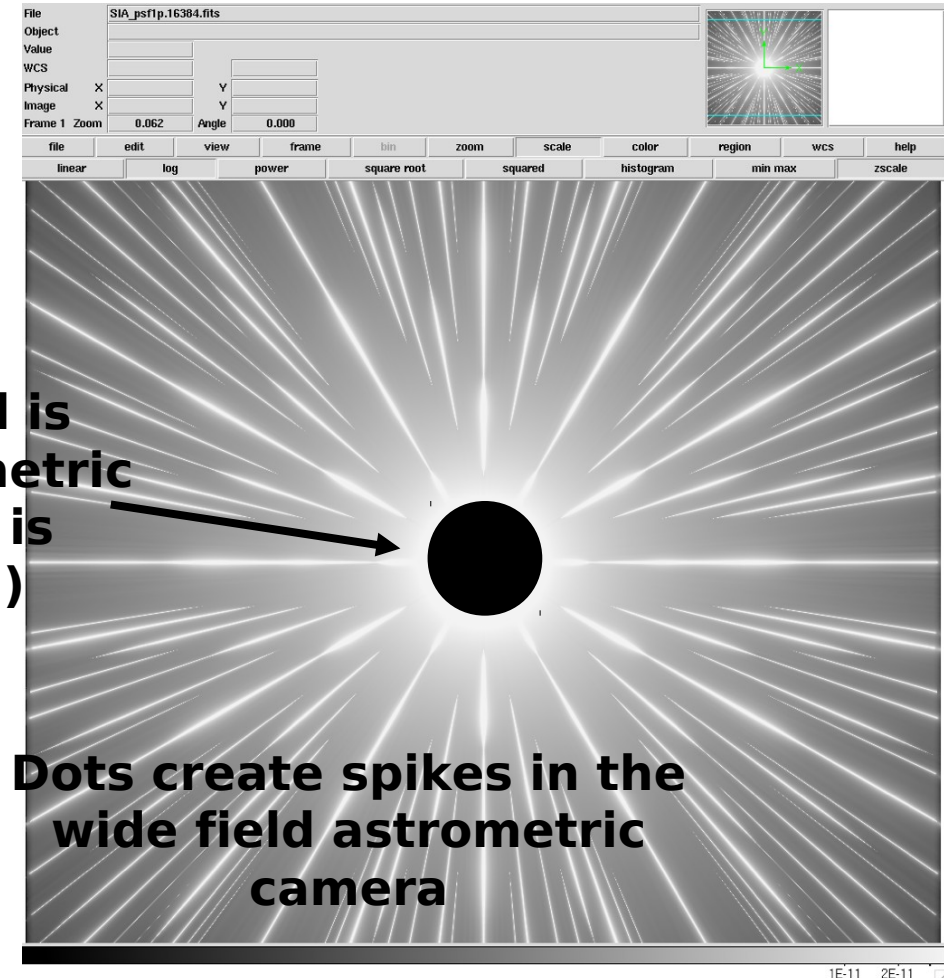 File SIA_psf1p.16384.fits
Object
Value
WCS
Physical X Y
Image X Y
Frame 1 Zoom 0.062 Angle 0.000
file edit view frame bin zoom scale color region wcs help
linear log power square root squared histogram min max zscale
is
metric
is
)
Dots create spikes in the
wide field astrometric
camera
1E-11 2E-11